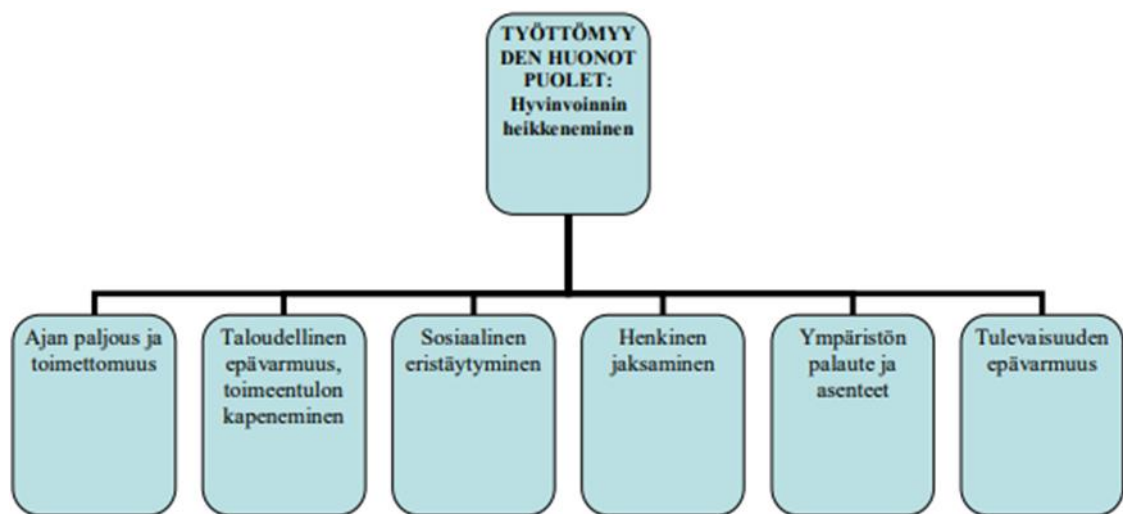 TYÖTTÖMYY
DEN HUONOT
PUOLET:
Hyvinvoinnin
heikkeneminen
Ajan paljous ja
toimettomuus
Taloudellinen
epävarmuus,
toimeentulon
kapeneminen
Sosiaalinen
eristäytyminen
Henkinen
jaksaminen
Ympäristön
palaute ja
asenteet
Tulevaisuuden
epävarmuus